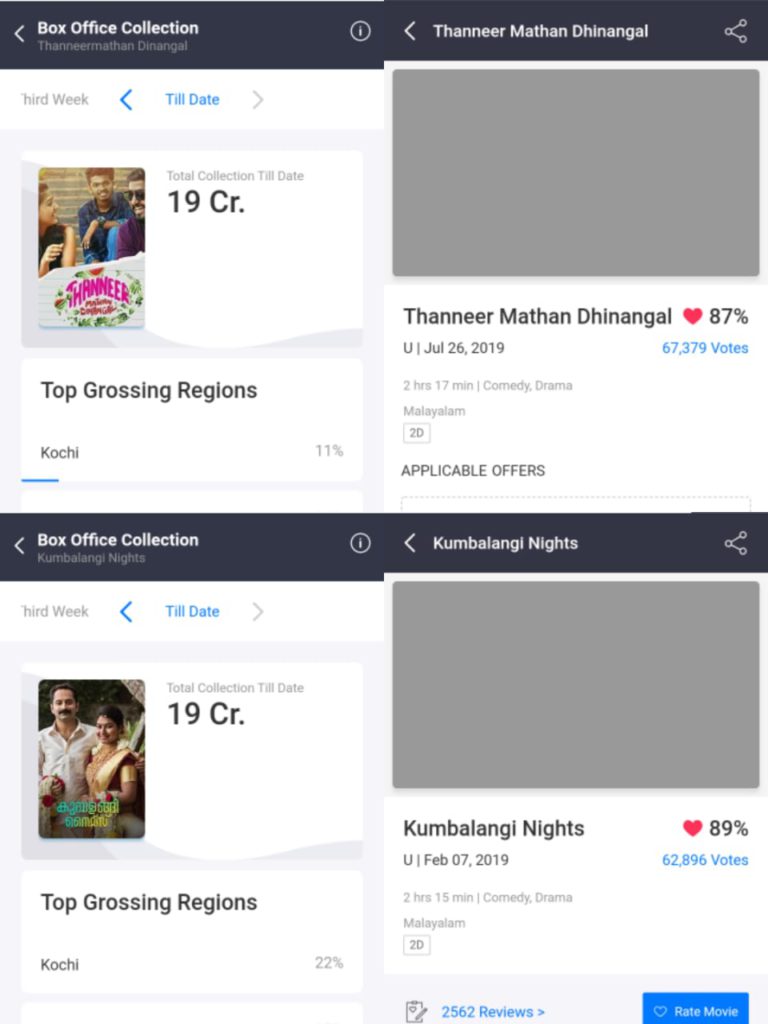 Box Office Collection
Thanneermathan Dinangal
hird Week
Till Date
Total Collection Till Date
19 Cr.
THANNEER
MATHAN
DINANGAL
Top Grossing Regions
Kochi 11%
Thanneer Mathan Dhinangal
Thanneer Mathan Dhinangal 87%
U | Jul 26, 2019 67,379 Votes
2 hrs 17 min | Comedy, Drama
Malayalam
2D
APPLICABLE OFFERS
Box Office Collection
Kumbalangi Nights
hird Week
Till Date
Total Collection Till Date
19 Cr.
കുമ്പളങ്ങി
നൈറ്റ്സ്
Top Grossing Regions
Kochi 22%
Kumbalangi Nights
Kumbalangi Nights 89%
U | Feb 07, 2019 62,896 Votes
2 hrs 15 min | Comedy, Drama
Malayalam
2D
2562 Reviews > Rate Movie